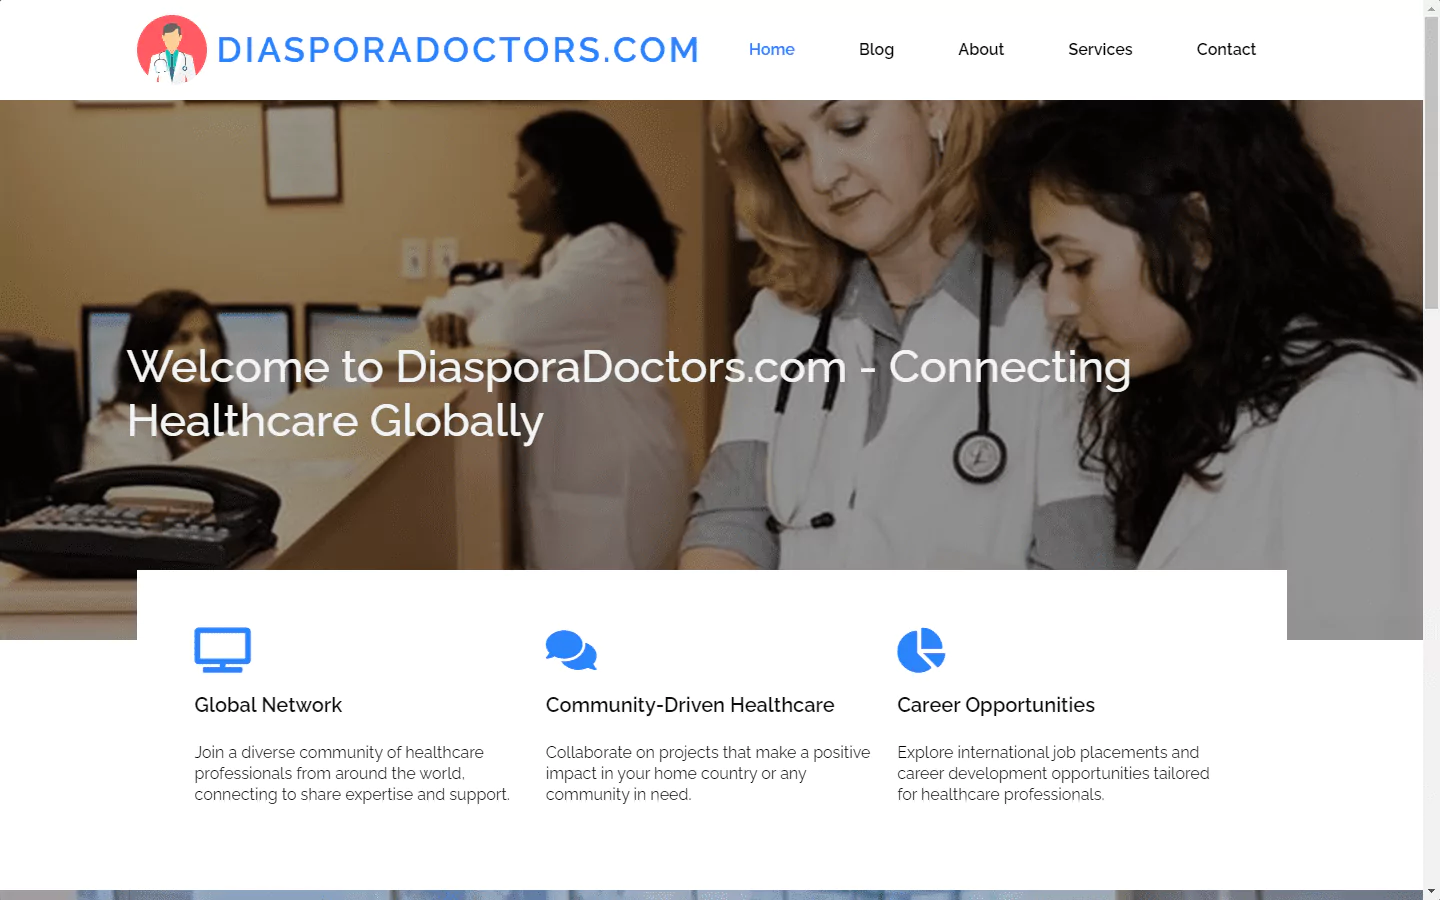 DIASPORADOCTORS.COM
Home
Blog
About
Services
Contact
Welcome to DiasporaDoctors.com - Connecting
Healthcare Globally
Global Network
Join a diverse community of healthcare
professionals from around the world,
connecting to share expertise and support.
Community-Driven Healthcare
Collaborate on projects that make a positive
impact in your home country or any
community in need.
Career Opportunities
Explore international job placements and
career development opportunities tailored
for healthcare professionals.